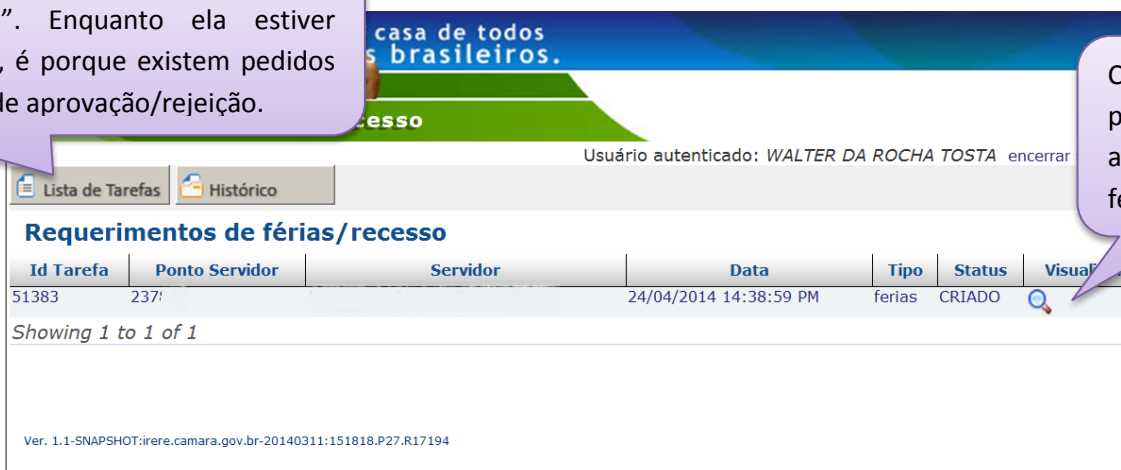 ”. Enquanto ela estiver
, é porque existem pedidos
de aprovação/rejeição.
casa de todos
s brasileiros.
esso
Usuário autenticado: WALTER DA ROCHA TOSTA encerrar
Lista de Tarefas Histórico
Requerimentos de férias/recesso
Id Tarefa Ponto Servidor Servidor Data Tipo Status Visuali
51383 237 24/04/2014 14:38:59 PM ferias CRIADO
Showing 1 to 1 of 1
Ver. 1.1-SNAPSHOT:irere.camara.gov.br-20140311:151818.P27.R17194